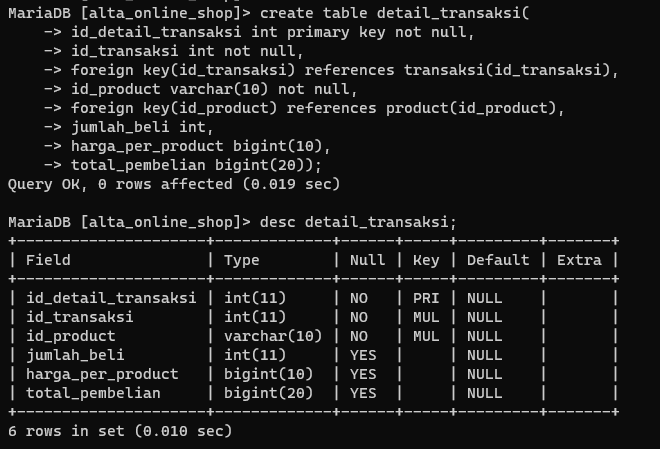 MariaDB [alta_online_shop]> create table detail_transaksi(
    -> id_detail_transaksi int primary key not null,
    -> id_transaksi int not null,
    -> foreign key(id_transaksi) references transaksi(id_transaksi),
    -> id_product varchar(10) not null,
    -> foreign key(id_product) references product(id_product),
    -> jumlah_beli int,
    -> harga_per_product bigint(10),
    -> total_pembelian bigint(20));
Query OK, 0 rows affected (0.019 sec)

MariaDB [alta_online_shop]> desc detail_transaksi;
+---------------------+-------------+------+-----+---------+-------+
| Field               | Type        | Null | Key | Default | Extra |
+---------------------+-------------+------+-----+---------+-------+
| id_detail_transaksi | int(11)     | NO   | PRI | NULL    |       |
| id_transaksi        | int(11)     | NO   | MUL | NULL    |       |
| id_product          | varchar(10) | NO   | MUL | NULL    |       |
| jumlah_beli         | int(11)     | YES  |     | NULL    |       |
| harga_per_product   | bigint(10)  | YES  |     | NULL    |       |
| total_pembelian     | bigint(20)  | YES  |     | NULL    |       |
+---------------------+-------------+------+-----+---------+-------+
6 rows in set (0.010 sec)